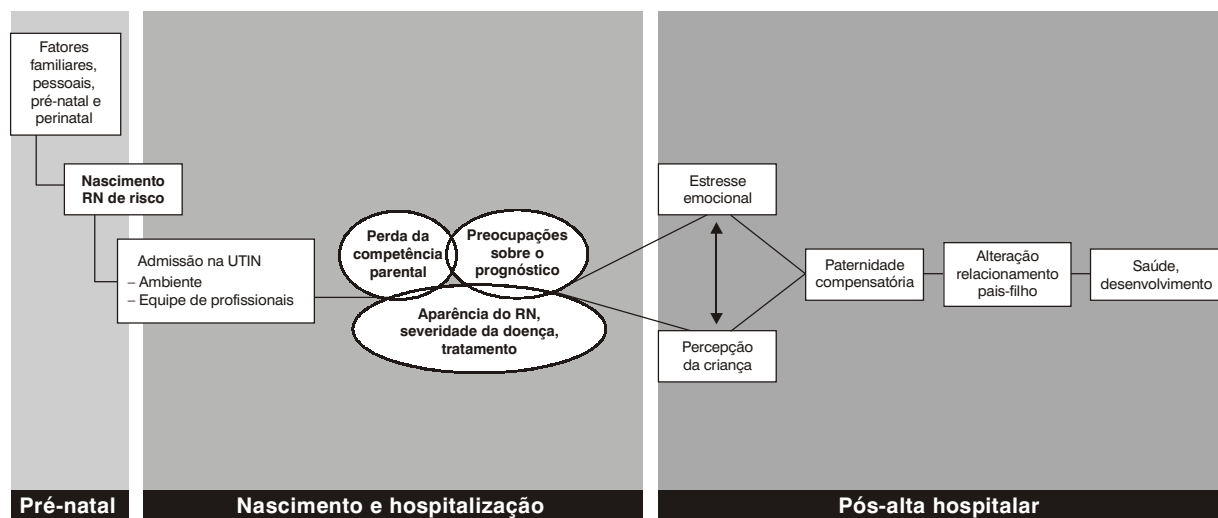 Fatores
familiares,
pessoais,
pré-natal e
perinatal
Nascimento
RN de risco
Admissão na UTIN
– Ambiente
– Equipe de profissionais
Perda da
competência
parental
Preocupações
sobre o
prognóstico
Aparência do RN,
severidade da doença,
tratamento
Estresse
emocional
Percepção
da criança
Paternidade
compensatória
Alteração
relacionamento
pais-filho
Saúde,
desenvolvimento
Pré-natal
Nascimento e hospitalização
Pós-alta hospitalar